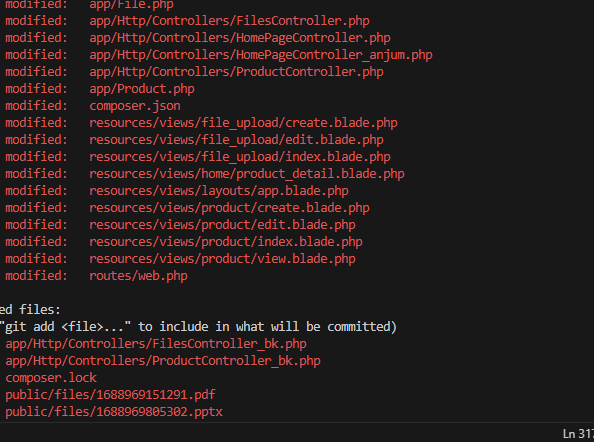 modified: app/File.php
modified: app/Http/Controllers/FilesController.php
modified: app/Http/Controllers/HomePageController.php
modified: app/Http/Controllers/HomePageController_anjum.php
modified: app/Http/Controllers/ProductController.php
modified: app/Product.php
modified: composer.json
modified: resources/views/file_upload/create.blade.php
modified: resources/views/file_upload/edit.blade.php
modified: resources/views/file_upload/index.blade.php
modified: resources/views/home/product_detail.blade.php
modified: resources/views/layouts/app.blade.php
modified: resources/views/product/create.blade.php
modified: resources/views/product/edit.blade.php
modified: resources/views/product/index.blade.php
modified: resources/views/product/view.blade.php
modified: routes/web.php
ed files:
"git add <file>..." to include in what will be committed)
app/Http/Controllers/FilesController_bk.php
app/Http/Controllers/ProductController_bk.php
composer.lock
public/files/1688969151291.pdf
public/files/1688969805302.pptx
Ln 317